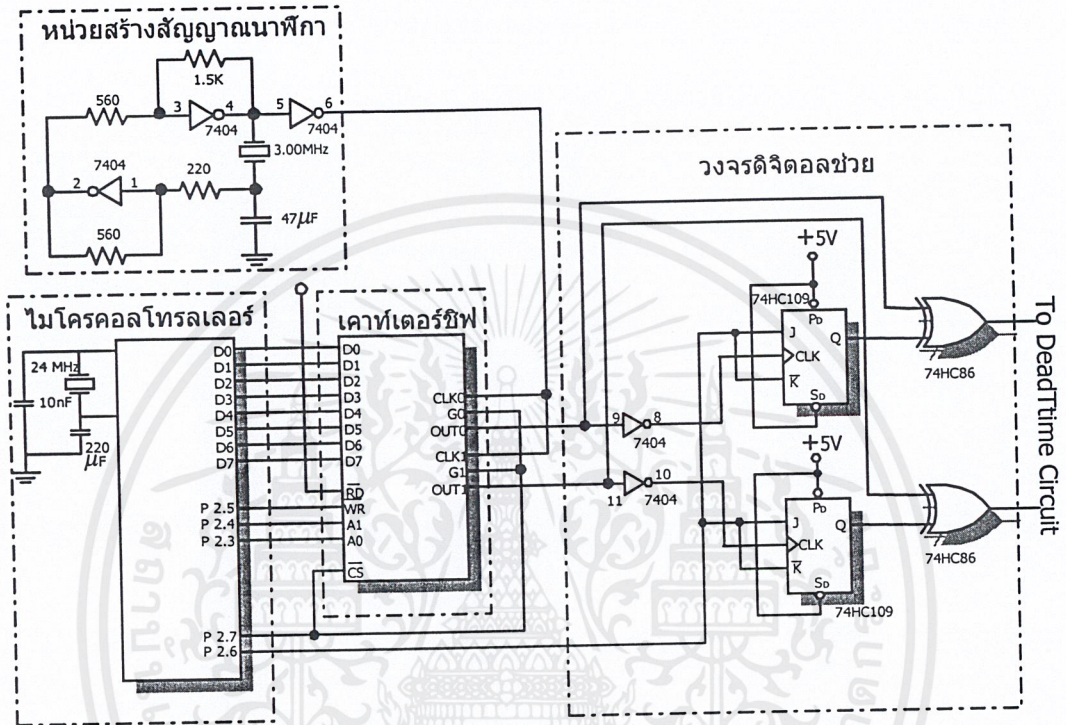 หน่วยสร้างสัญญาณนาฬิกา
1.5K
560
3
4
7404
5
6
7404
3.00MHz
7404
2
1
220
47µF
560
ไมโครคอลโทรลเลอร์
24 MHz
10nF
220
µF
D0
D1
D2
D3
D4
D5
D6
D7
P 2.5
P 2.4
P 2.3
P 2.7
P 2.6
เคาท์เตอร์ชิฟ
D0
D1
D2
D3
D4
D5
D6
D7
RD
WR
A1
A0
CS
CLK0
G0
OUT0
CLK1
G1
OUT1
วงจรดิจิตอลช่วย
9
8
7404
10
11
7404
+5V
74HC109
PD
J
Q
CLK
K
SD
+5V
PD
J
Q
CLK
K
SD
74HC109
74HC86
74HC86
To DeadTtime Circuit